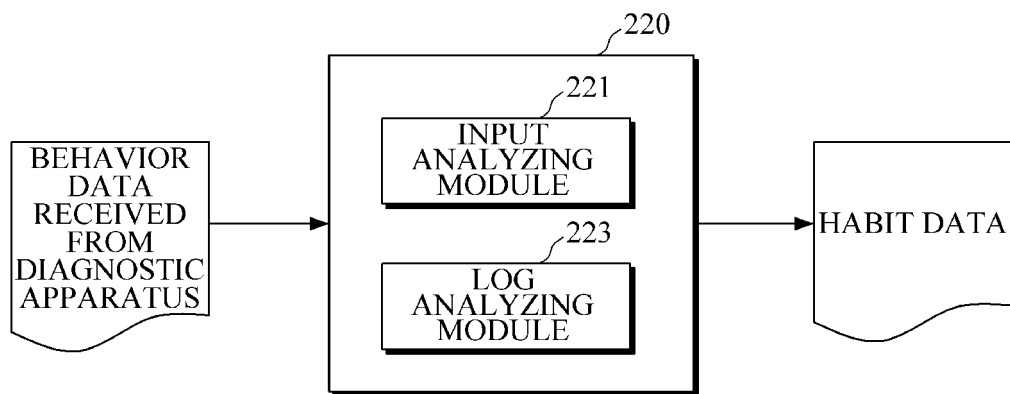 220
221
INPUT
ANALYZING
MODULE
BEHAVIOR
DATA
RECEIVED
FROM
DIAGNOSTIC
APPARATUS
HABIT DATA
223
LOG
ANALYZING
MODULE